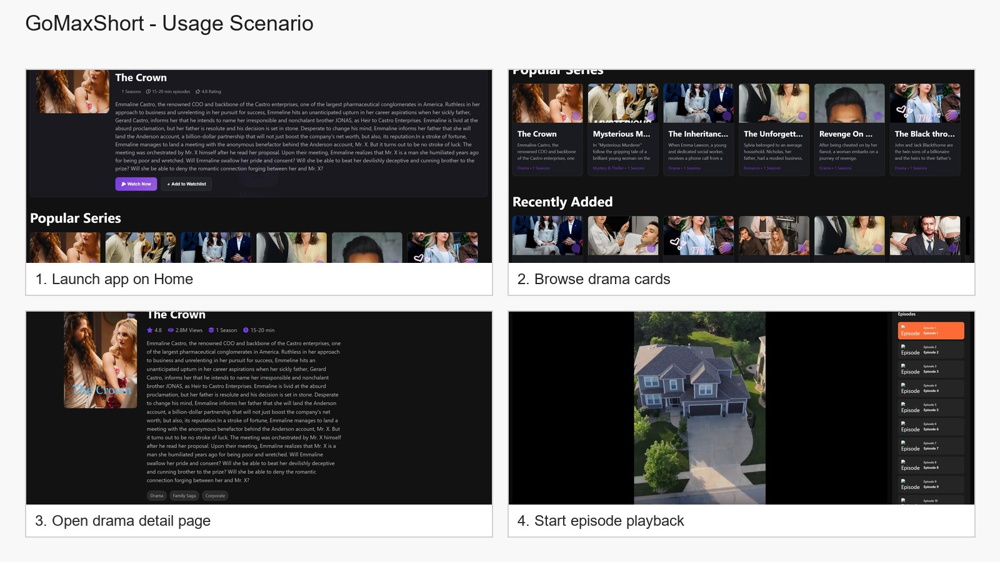 GoMaxShort - Usage Scenario
The Crown
1 Seasons 15-20 min episodes 4.8 Rating
Emmaline Castro, the renowned COO and backbone of the Castro enterprises, one of the largest pharmaceutical conglomerates in America. Ruthless in her
approach to business and unrelenting in her pursuit for success, Emmeline hits an unanticipated upturn in her career aspirations when her sickly father,
Gerard Castro, informs her that he intends to name her irresponsible and nonchalant brother JONAS, as Heir to Castro Enterprises. Emmaline is livid at the
absurd proclamation, but her father is resolute and his decision is set in stone. Desperate to change his mind, Emmaline informs her father that she will
land the Anderson account, a billion-dollar partnership that will not just boost the company's net worth, but also, its reputation.In a stroke of fortune,
Emmaline manages to land a meeting with the anonymous benefactor behind the Anderson account, Mr. X. But it turns out to be no stroke of luck. The
meeting was orchestrated by Mr. X himself after he read her proposal. Upon their meeting, Emmaline realizes that Mr. X is a man she humiliated years ago
for being poor and wretched. Will Emmaline swallow her pride and consent? Will she be able to beat her devilishly deceptive and cunning brother to the
prize? Will she be able to deny the romantic connection forging between her and Mr. X?
Watch Now + Add to Watchlist
Popular Series
1. Launch app on Home
Popular Series
MYSTERIOUS
THE
The Crown
Emmaline Castro, the
renowned COO and backbone
of the Castro enterprises, one
Drama • 1 Seasons
Mysterious M...
In "Mysterious Murderer"
follow the gripping tale of a
brilliant young woman on the
Mystery & Thriller • 1 Seasons
The Inheritanc...
When Emma Lawson, a young
and dedicated social worker,
receives a phone call from a
Drama • 1 Seasons
The Unforgett...
Sylvia belonged to an average
household. Nicholas, her
father, had a modest business.
Romance • 1 Seasons
Revenge On ...
After being cheated on by her
fiancé, a woman embarks on a
journey of revenge,
Drama • 1 Seasons
The Black thro...
John and Jack Blackthorne are
the twin sons of a billionaire
and the heirs to their father's
Drama • 1 Seasons
Recently Added
THE
2. Browse drama cards
The Crown
The Crown
4.8 2.8M Views 1 Season 15-20 min
Emmaline Castro, the renowned COO and backbone of the Castro enterprises, one
of the largest pharmaceutical conglomerates in America. Ruthless in her approach
to business and unrelenting in her pursuit for success, Emmeline hits an
unanticipated upturn in her career aspirations when her sickly father, Gerard
Castro, informs her that he intends to name her irresponsible and nonchalant
brother JONAS, as Heir to Castro Enterprises. Emmaline is livid at the absurd
proclamation, but her father is resolute and his decision is set in stone. Desperate
to change his mind, Emmaline informs her father that she will land the Anderson
account, a billion-dollar partnership that will not just boost the company's net
worth, but also, its reputation.In a stroke of fortune, Emmaline manages to land a
meeting with the anonymous benefactor behind the Anderson account, Mr. X. But
it turns out to be no stroke of luck. The meeting was orchestrated by Mr. X himself
after he read her proposal. Upon their meeting, Emmaline realizes that Mr. X is a
man she humiliated years ago for being poor and wretched. Will Emmaline
swallow her pride and consent? Will she be able to beat her devilishly deceptive
and cunning brother to the prize? Will she be able to deny the romantic
connection forging between her and Mr. X?
Drama Family Saga Corporate
3. Open drama detail page
Episodes
Episode Episode 1
Episode 1
Episode Episode 2
Episode 2
Episode Episode 3
Episode 3
Episode Episode 4
Episode 4
Episode Episode 5
Episode 5
Episode Episode 6
Episode 6
Episode Episode 7
Episode 7
Episode Episode 8
Episode 8
Episode Episode 9
Episode 9
Episode Episode 10
4. Start episode playback